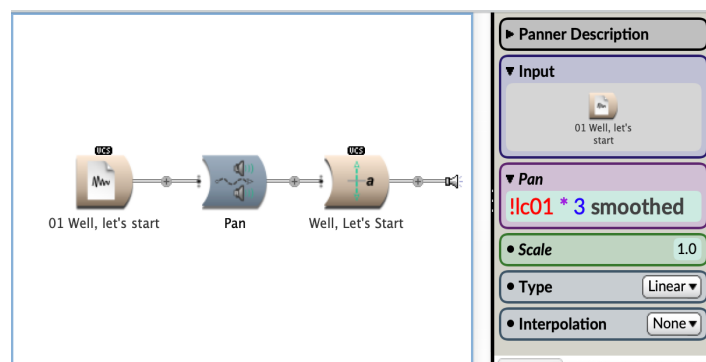 UCS
UCS
a
01 Well, let's start
Pan
Well, Let's Start
Panner Description
Input
01 Well, let's
start
Pan
!lc01 * 3 smoothed
Scale
1.0
Type
Linear
Interpolation
None